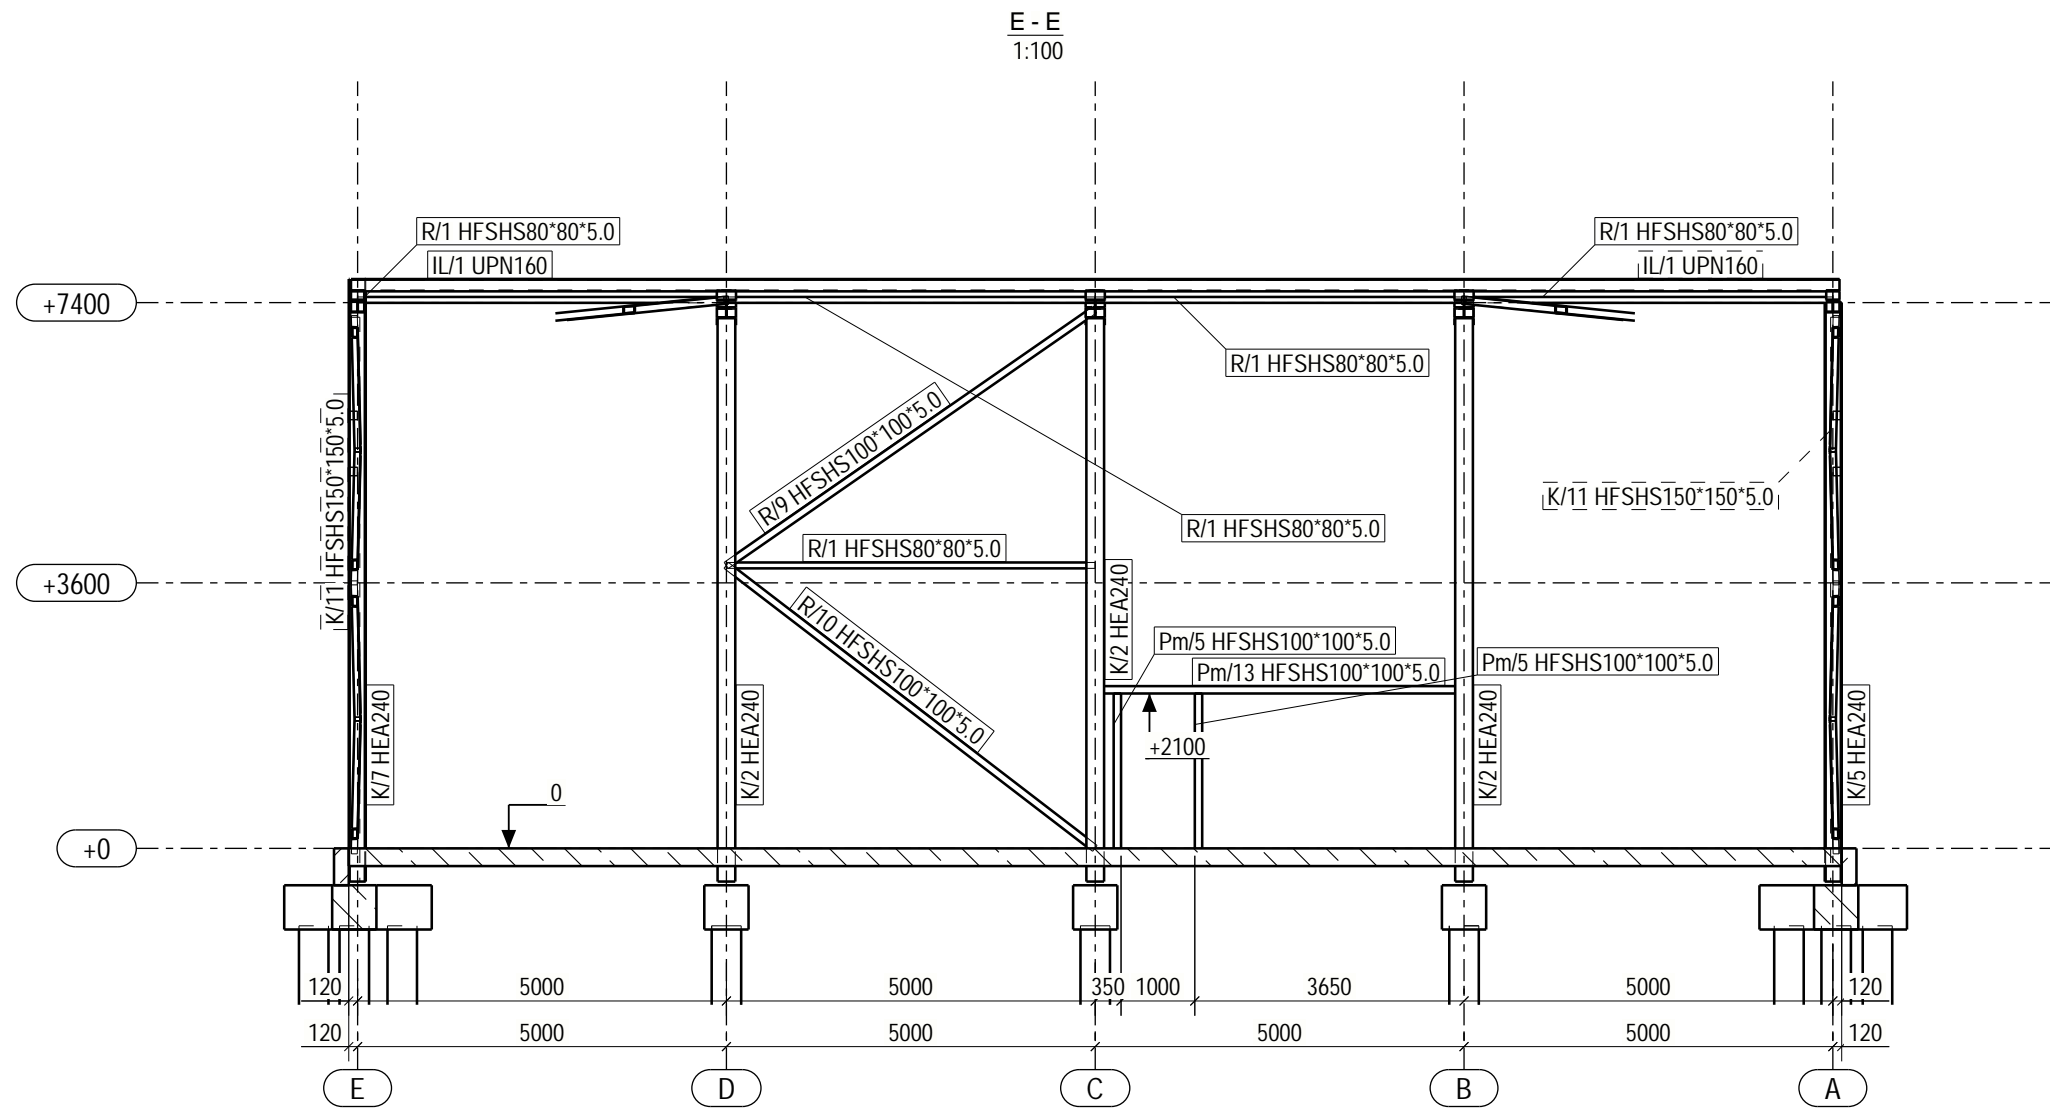 E - E
1:100
R/1 HFSHS80*80*5.0
R/1 HFSHS80*80*5.0
IL/1 UPN160
IL/1 UPN160
+7400
R/1 HFSHS80*80*5.0
K/11 HFSHS150*150*5.0
R/9 HFSHS100*100*5.0
K/11 HFSHS150*150*5.0
R/1 HFSHS80*80*5.0
R/1 HFSHS80*80*5.0
+3600
K/2 HEA240
R/10 HFSHS100*100*5.0
Pm/5 HFSHS100*100*5.0
Pm/13 HFSHS100*100*5.0
Pm/5 HFSHS100*100*5.0
K/7 HEA240
K/2 HEA240
K/2 HEA240
K/5 HEA240
+2100
0
+0
120 5000 5000 350 1000 3650 5000 120
120 5000 5000 5000 5000 120
E D C B A